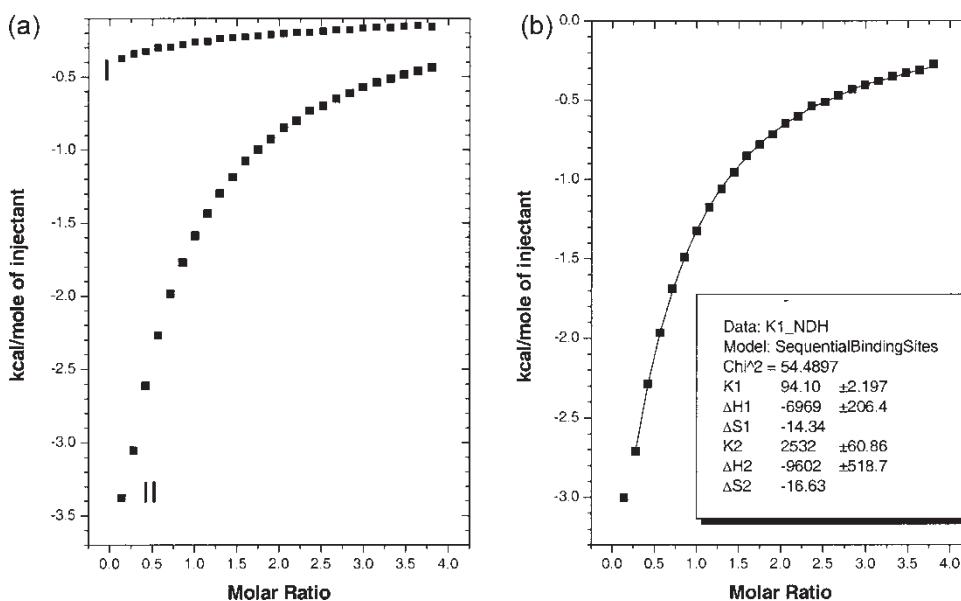 (a)
-0.5
-1.0
-1.5
-2.0
-2.5
-3.0
-3.5
kcal/mole of injectant
I
II
0.0 0.5 1.0 1.5 2.0 2.5 3.0 3.5 4.0
Molar Ratio
(b)
0.0
-0.5
-1.0
-1.5
-2.0
-2.5
-3.0
kcal/mole of injectant
Data: K1_NDH
Model: SequentialBindingSites
Chi^2 = 54.4897
K1 94.10 ±2.197
ΔH1 -6969 ±206.4
ΔS1 -14.34
K2 2532 ±60.86
ΔH2 -9602 ±518.7
ΔS2 -16.63
0.0 0.5 1.0 1.5 2.0 2.5 3.0 3.5 4.0
Molar Ratio